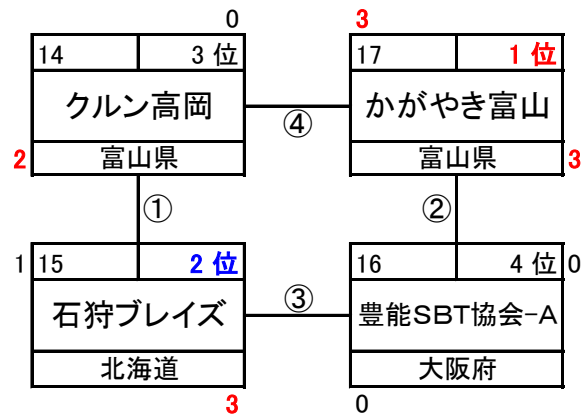 0
3
14
3 位
クルン高岡
2
富山県
17
1 位
かがやき富山
富山県
3
④
①
②
1
15
2 位
石狩ブレイズ
北海道
3
③
16
4 位
0
豊能SBT協会-A
大阪府
0